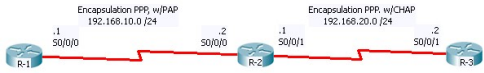 Encapsulation PPP, w/PAP
192.168.10.0 /24
Encapsulation PPP, w/CHAP
192.168.20.0 /24
.1
S0/0/0
.2
S0/0/0
.1
S0/0/1
.2
S0/0/1
R-1
R-2
R-3